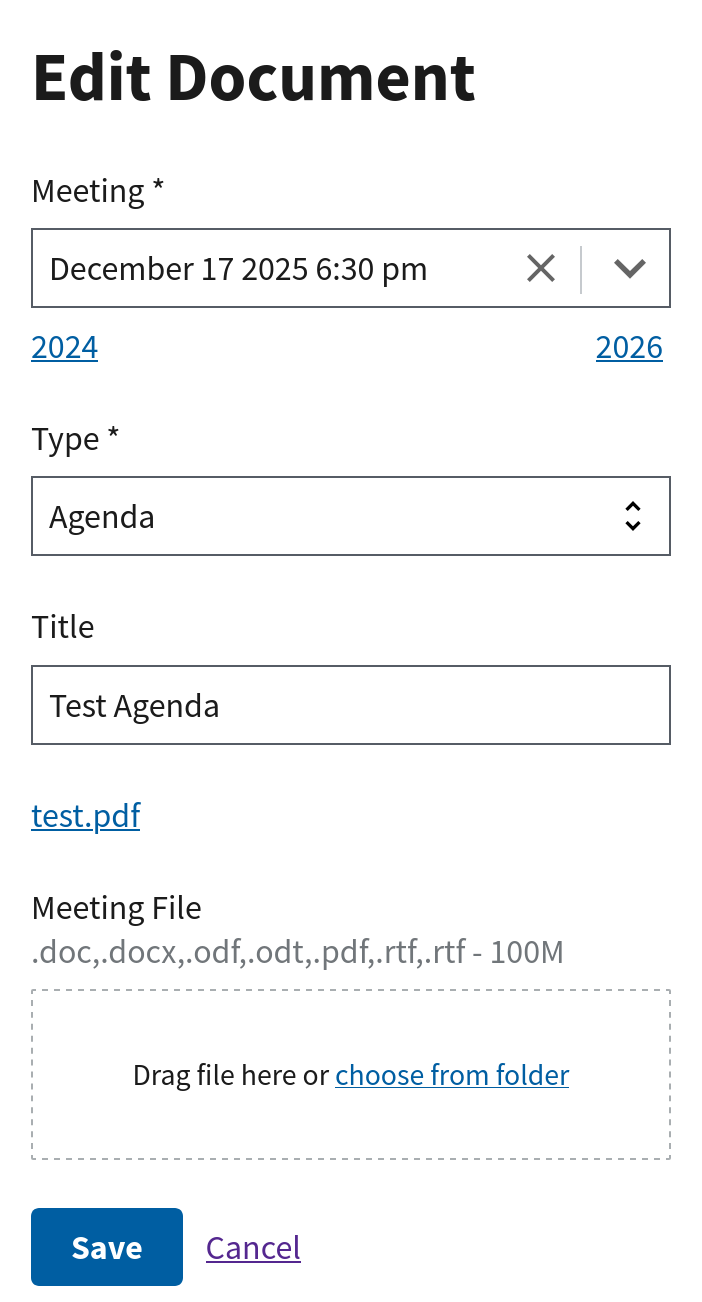 Edit Document
Meeting *
December 17 2025 6:30 pm
2024 2026
Type *
Agenda
Title
Test Agenda
test.pdf
Meeting File
.doc,.docx,.odf,.odt,.pdf,.rtf,.rtf - 100M
Drag file here or choose from folder
Save Cancel